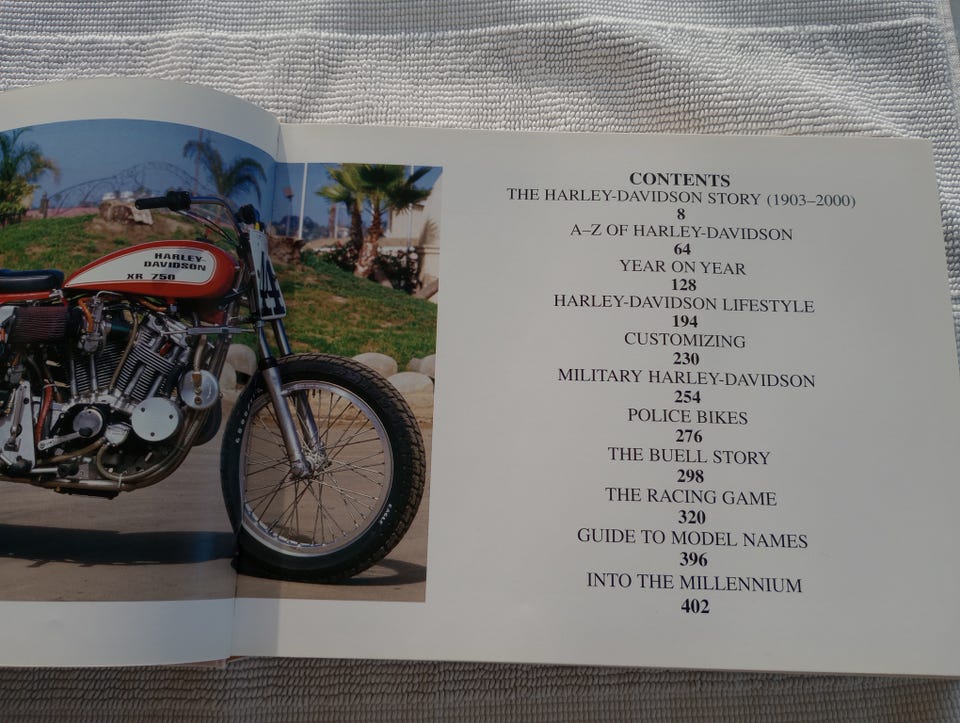 HARLEY-
DAVIDSON
XR 750
EAGLE
CONTENTS
THE HARLEY-DAVIDSON STORY (1903–2000)
8
A–Z OF HARLEY-DAVIDSON
64
YEAR ON YEAR
128
HARLEY-DAVIDSON LIFESTYLE
194
CUSTOMIZING
230
MILITARY HARLEY-DAVIDSON
254
POLICE BIKES
276
THE BUELL STORY
298
THE RACING GAME
320
GUIDE TO MODEL NAMES
396
INTO THE MILLENNIUM
402